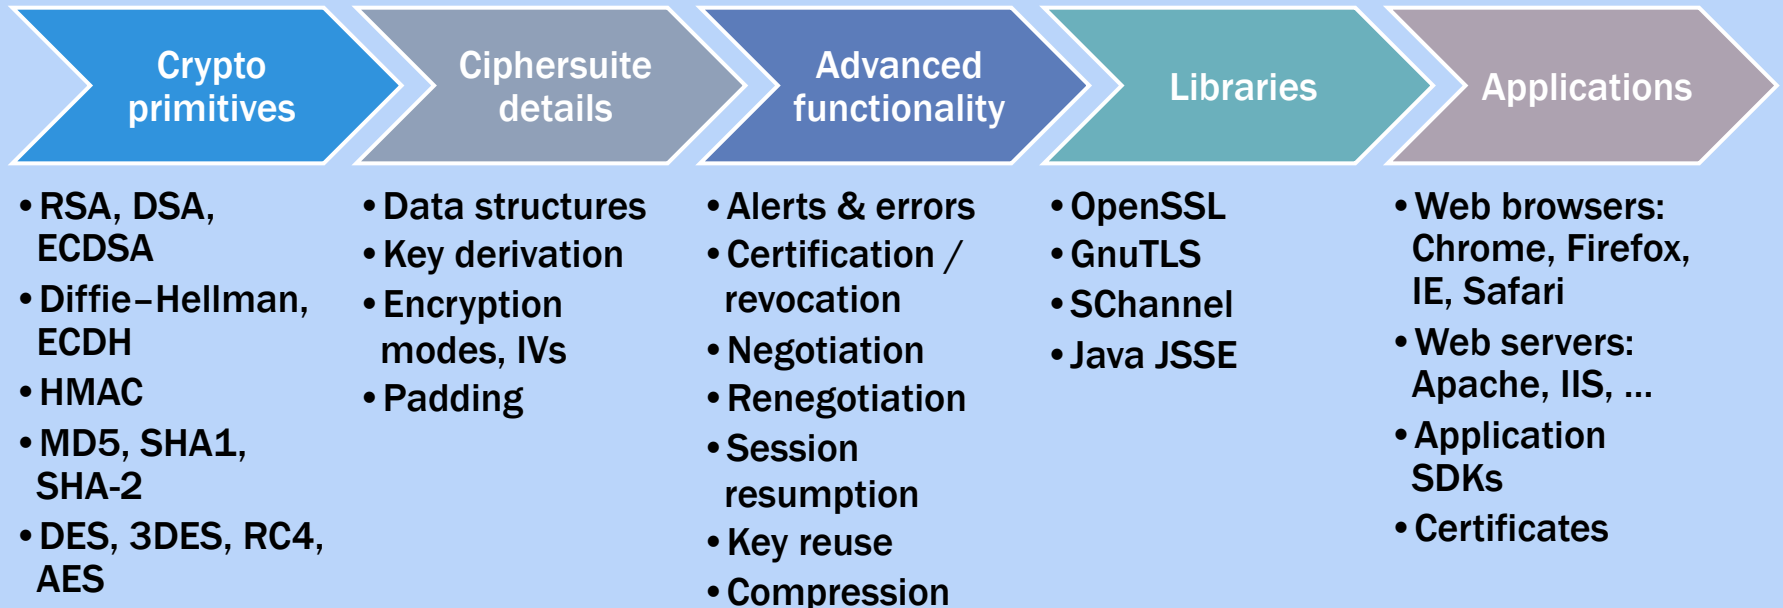 Crypto
primitives
Ciphersuite
details
Advanced
functionality
Libraries
Applications
•RSA, DSA,
ECDSA
•Diffie–Hellman,
ECDH
•HMAC
•MD5, SHA1,
SHA-2
•DES, 3DES, RC4,
AES
•Data structures
•Key derivation
•Encryption
modes, IVs
•Padding
•Alerts & errors
•Certification /
revocation
•Negotiation
•Renegotiation
•Session
resumption
•Key reuse
•Compression
•OpenSSL
•GnuTLS
•SChannel
•Java JSSE
•Web browsers:
Chrome, Firefox,
IE, Safari
•Web servers:
Apache, IIS, ...
•Application
SDKs
•Certificates